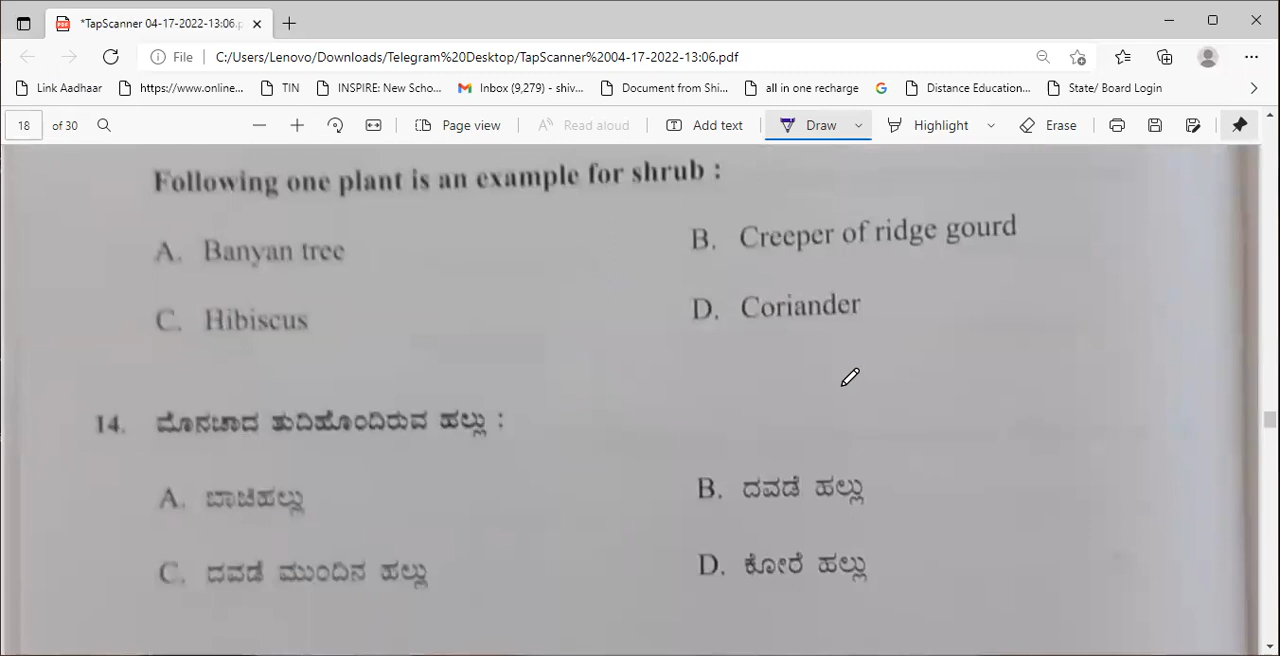 *TapScanner 04-17-2022-13:06.p
File
C:/Users/Lenovo/Downloads/Telegram%20Desktop/TapScanner%2004-17-2022-13:06.pdf
Link Aadhaar https://www.online... TIN INSPIRE: New Scho... Inbox (9,279) - shiv... Document from Shi... all in one recharge Distance Education... State/ Board Login
18 of 30 Page view Read aloud Add text Draw Highlight Erase
Following one plant is an example for shrub :
A. Banyan tree B. Creeper of ridge gourd
C. Hibiscus D. Coriander
14. ಮೊನಚಾದ ತುದಿಹೊಂದಿರುವ ಹಲ್ಲು :
A. ಬಾಚಿಹಲ್ಲು B. ದವಡೆ ಹಲ್ಲು
C. ದವಡೆ ಮುಂದಿನ ಹಲ್ಲು D. ಕೋರೆ ಹಲ್ಲು